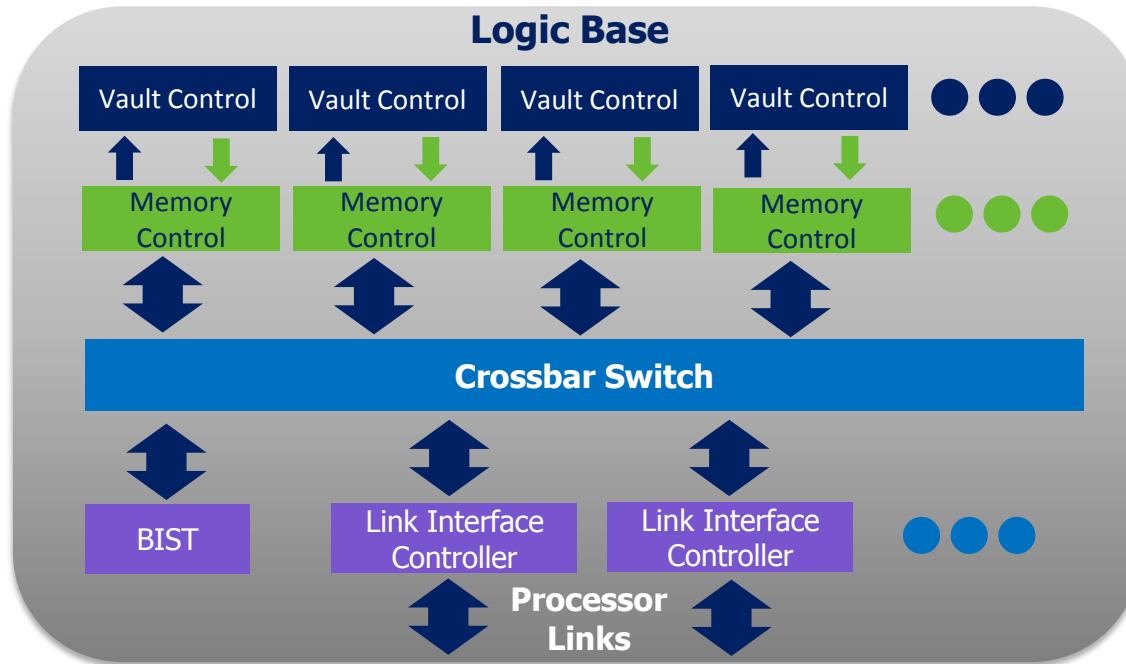 Logic Base
Vault Control
Vault Control
Vault Control
Vault Control
Memory
Control
Memory
Control
Memory
Control
Memory
Control
Crossbar Switch
BIST
Link Interface
Controller
Link Interface
Controller
Processor
Links